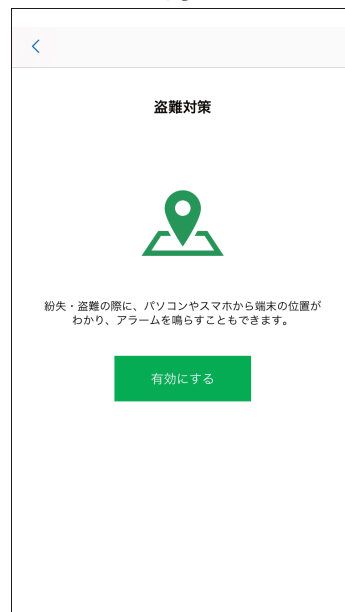 盗難対策
紛失・盗難の際に、パソコンやスマホから端末の位置が
わかり、アラームを鳴らすこともできます。
有効にする